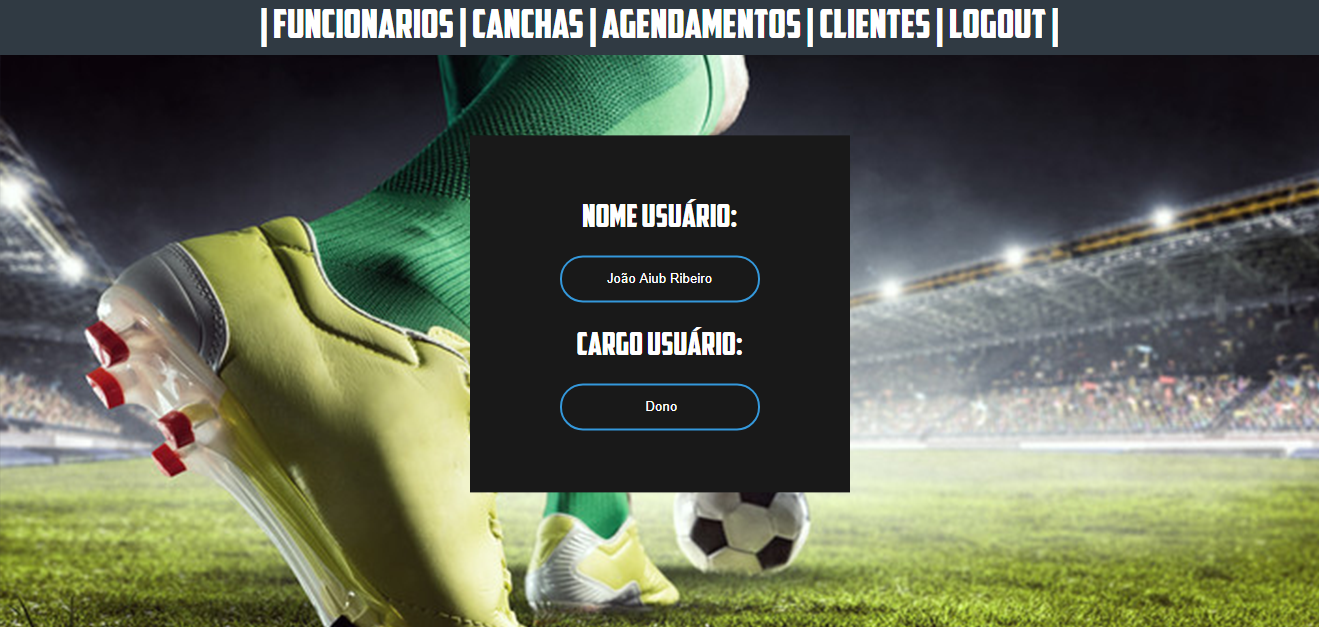 | FUNCIONARIOS | CANCHAS | AGENDAMENTOS | CLIENTES | LOGOUT |
NOME USUÁRIO:
João Aiub Ribeiro
CARGO USUÁRIO:
Dono